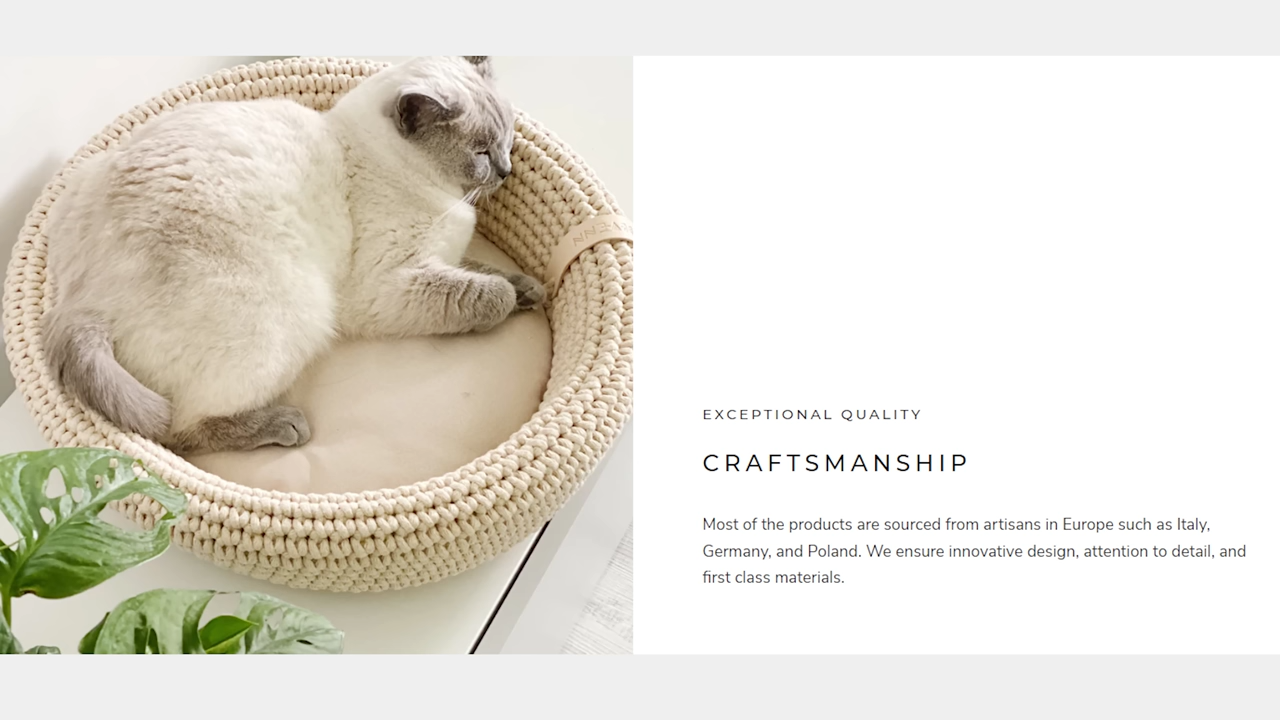 EXCEPTIONAL QUALITY
CRAFTSMANSHIP
Most of the products are sourced from artisans in Europe such as Italy,
Germany, and Poland. We ensure innovative design, attention to detail, and
first class materials.